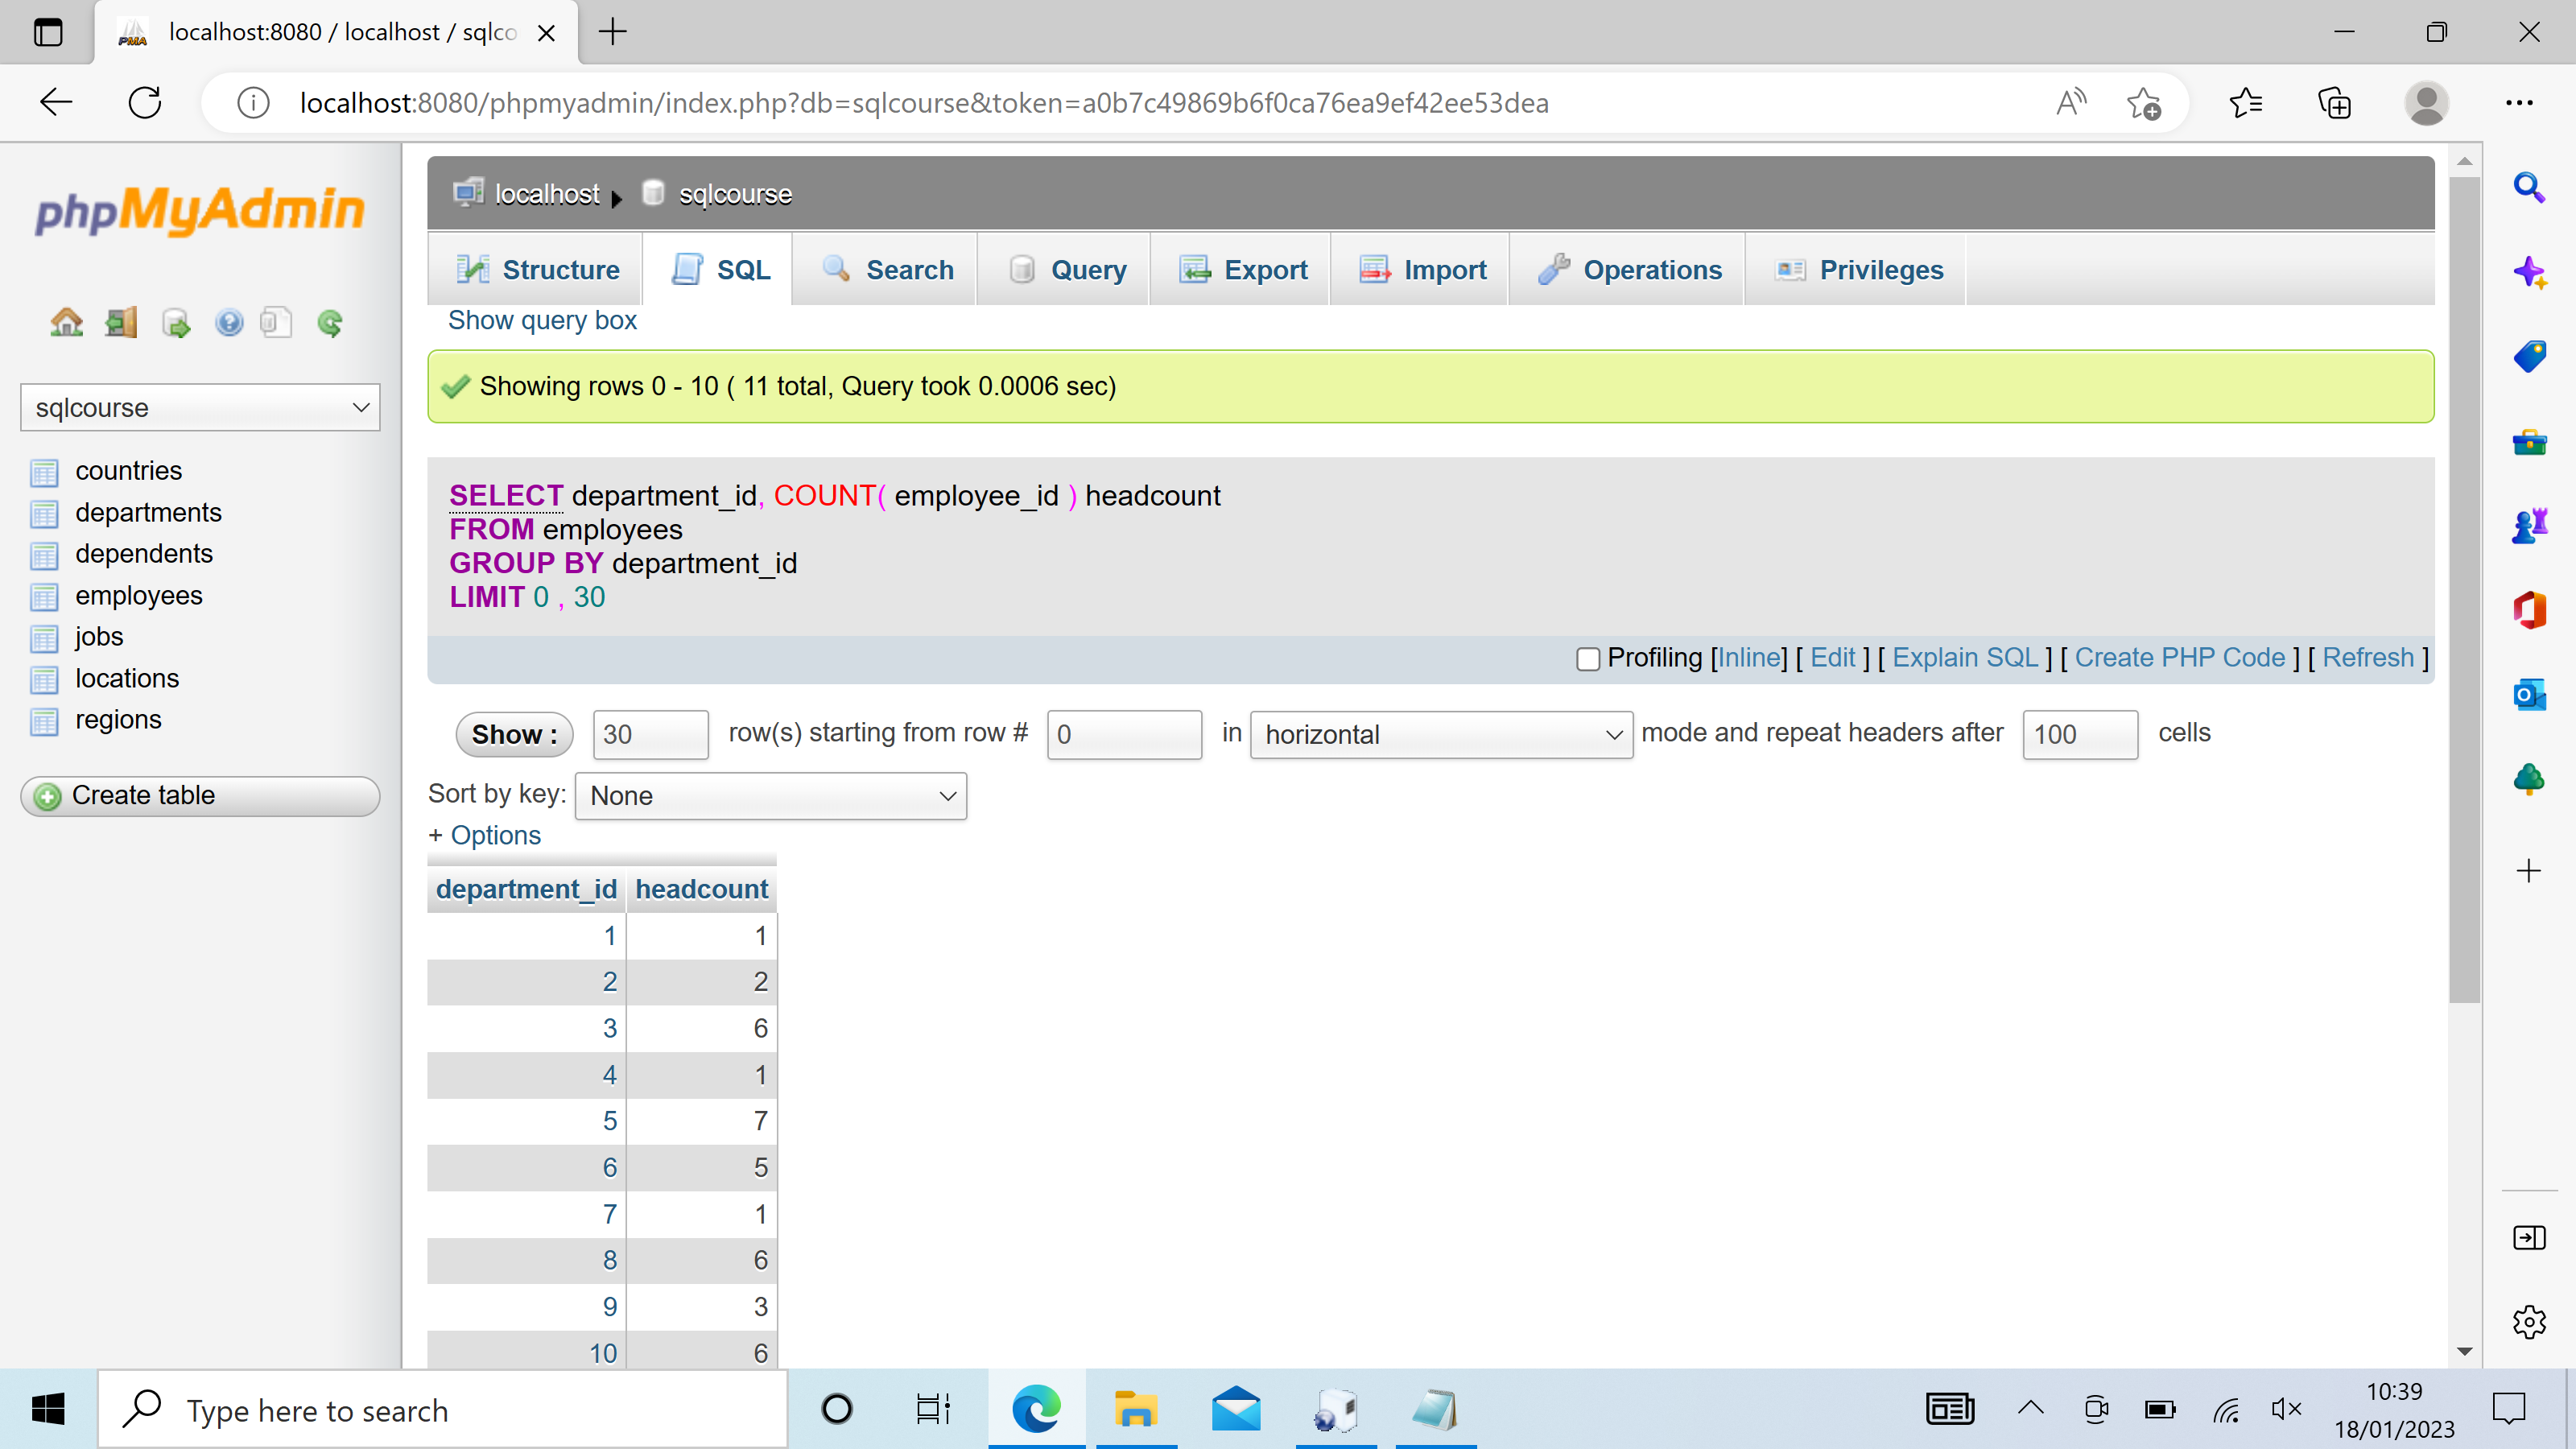 localhost:8080 / localhost / sqlco
localhost:8080/phpmyadmin/index.php?db=sqlcourse&token=a0b7c49869b6f0ca76ea9ef42ee53dea
phpMyAdmin
sqlcourse
countries
departments
dependents
employees
jobs
locations
regions
Create table
localhost sqlcourse
Structure SQL Search Query Export Import Operations Privileges
Show query box
Showing rows 0 - 10 ( 11 total, Query took 0.0006 sec)
SELECT department_id, COUNT( employee_id ) headcount
FROM employees
GROUP BY department_id
LIMIT 0 , 30
Profiling [Inline] [ Edit ] [ Explain SQL ] [ Create PHP Code ] [ Refresh ]
Show : 30 row(s) starting from row # 0 in horizontal mode and repeat headers after 100 cells
Sort by key: None
+ Options
department_id headcount
1 1
2 2
3 6
4 1
5 7
6 5
7 1
8 6
9 3
10 6
Type here to search
10:39
18/01/2023